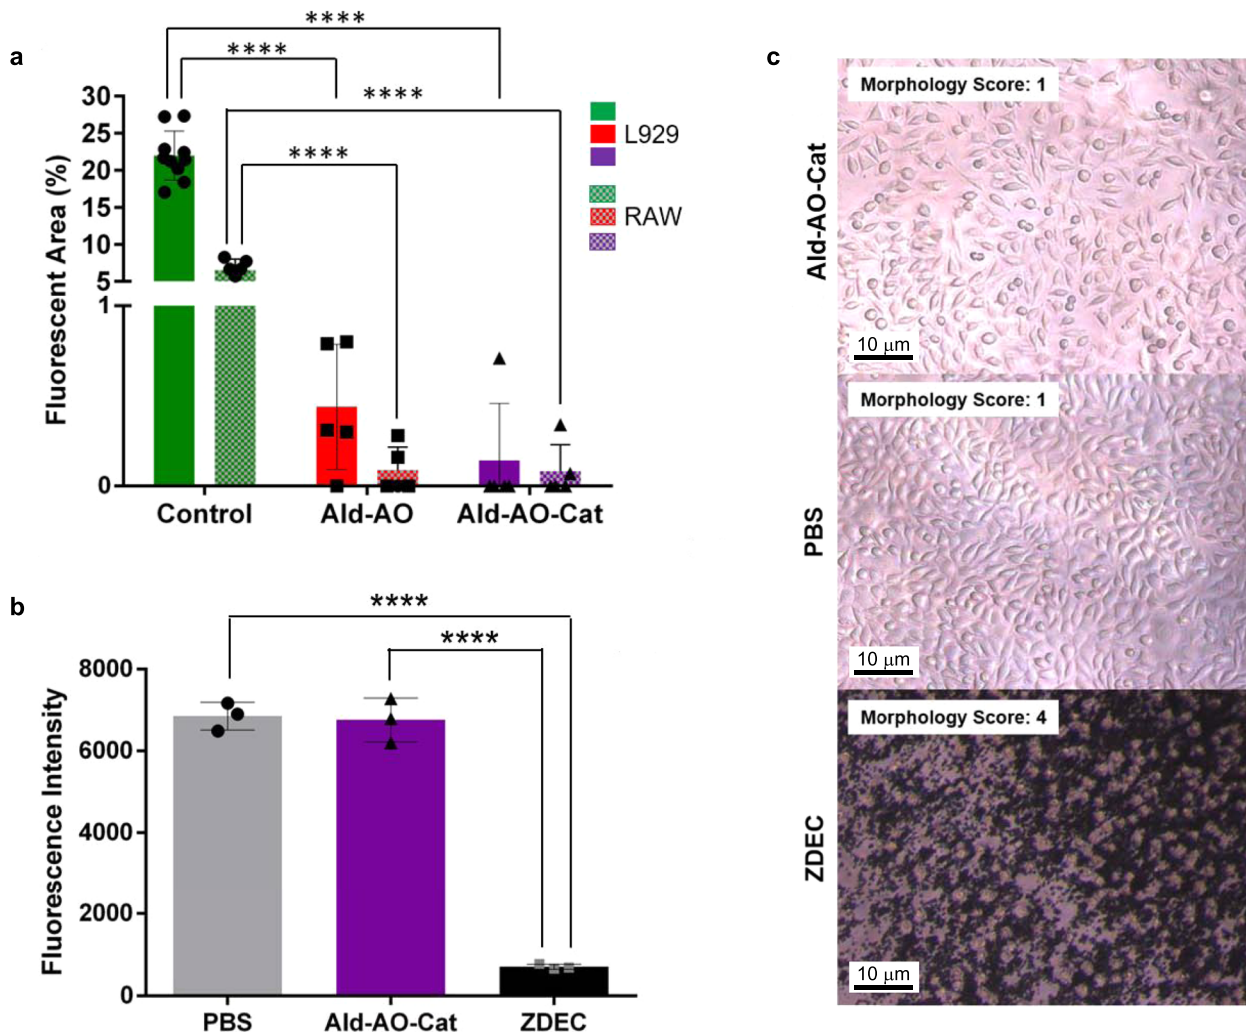 a
****
****
****
****
Fluorescent Area (%)
30
25
20
15
10
5
1
0
L929
RAW
Control
Ald-AO
Ald-AO-Cat
b
****
****
Fluorescence Intensity
8000
6000
4000
2000
0
PBS
Ald-AO-Cat
ZDEC
c
Ald-AO-Cat
Morphology Score: 1
10 µm
PBS
Morphology Score: 1
10 µm
ZDEC
Morphology Score: 4
10 µm